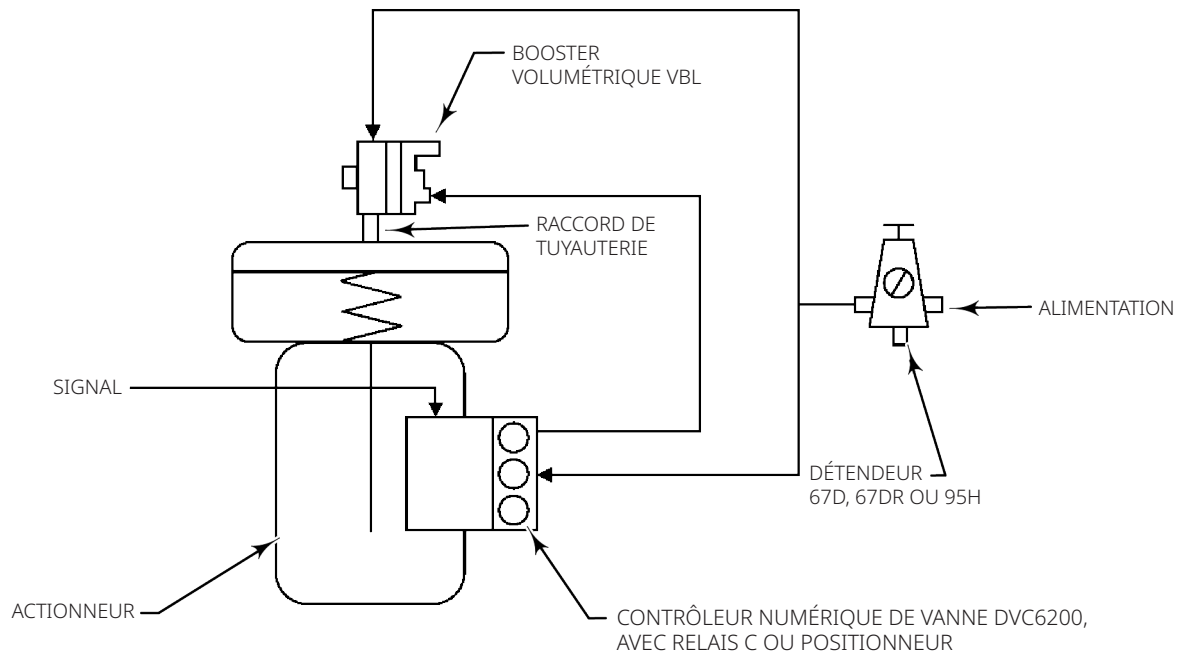 BOOSTER
VOLUMÉTRIQUE VBL
RACCORD DE
TUYAUTERIE
ALIMENTATION
SIGNAL
DÉTENDEUR
67D, 67DR OU 95H
ACTIONNEUR
CONTRÔLEUR NUMÉRIQUE DE VANNE DVC6200,
AVEC RELAIS C OU POSITIONNEUR